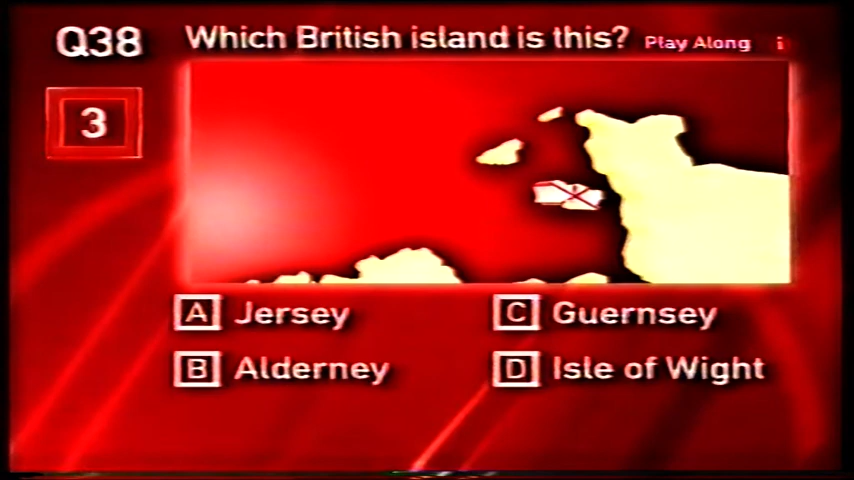 Q38 Which British island is this? Play Along i
3
A Jersey C Guernsey
B Alderney D Isle of Wight